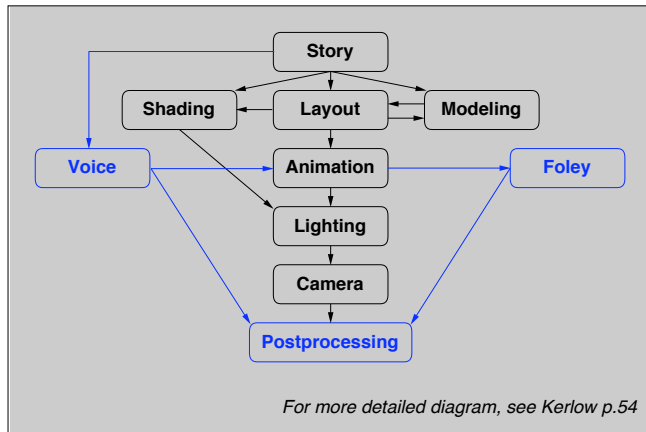 Story
Shading Layout Modeling
Voice Animation Foley
Lighting
Camera
Postprocessing
For more detailed diagram, see Kerlow p.54